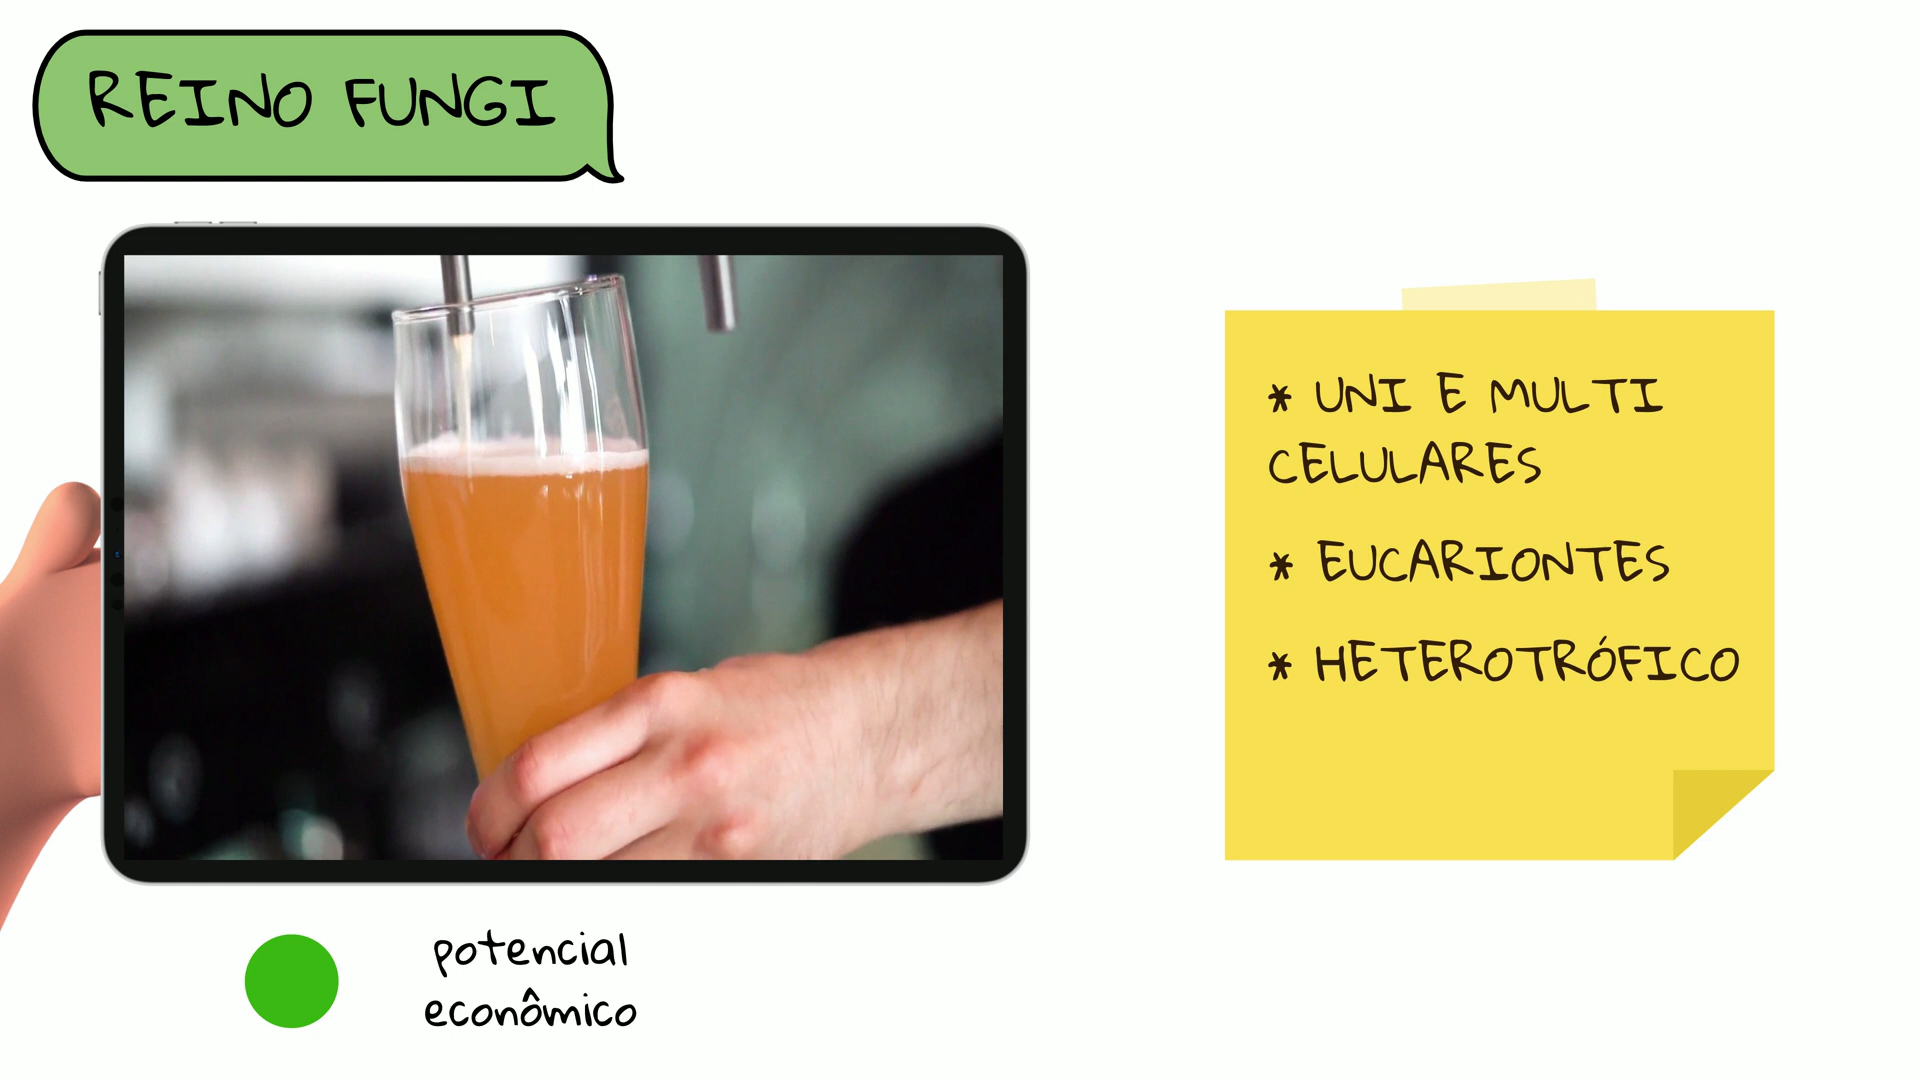 REINO FUNGI
* UNI E MULTI
CELULARES
* EUCARIONTES
* HETEROTRÓFICO
potencial
econômico